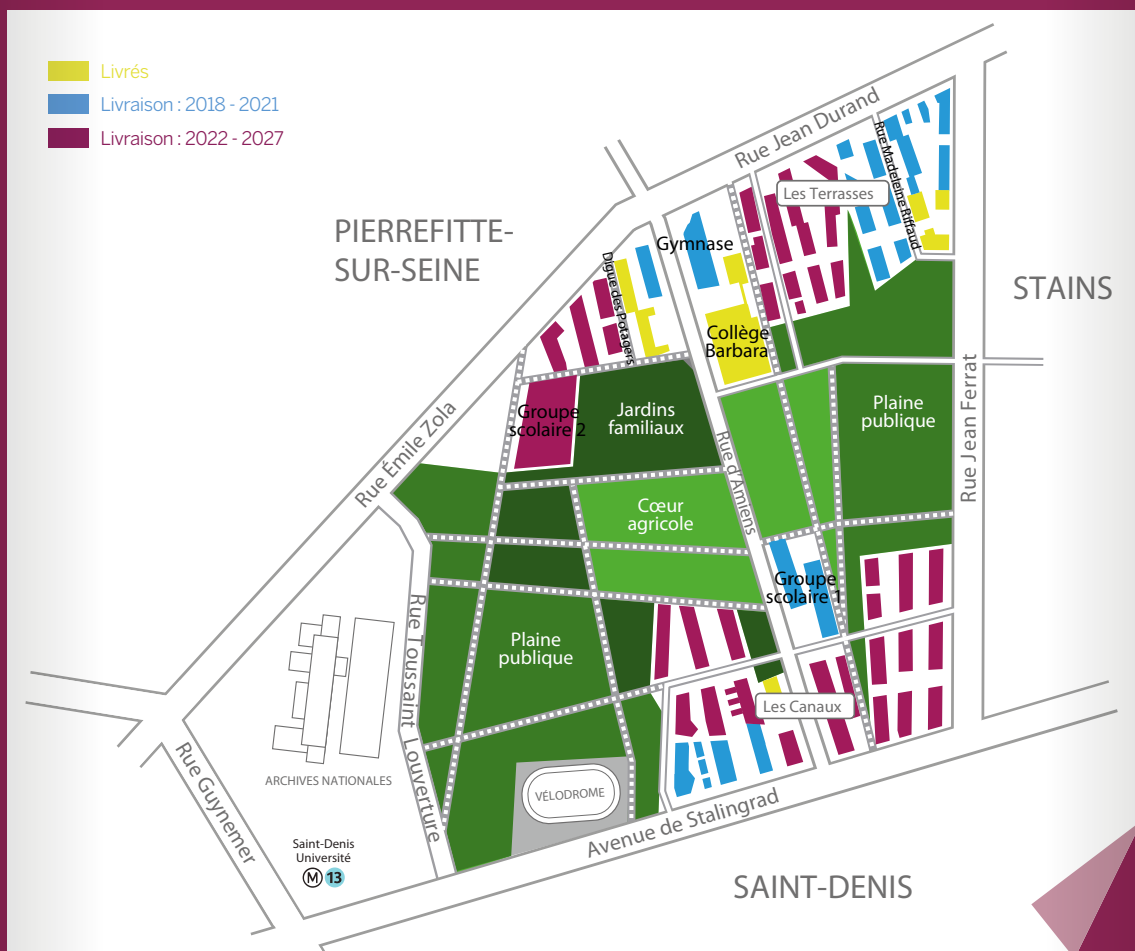 Livrés
Livraison : 2018 - 2021
Livraison : 2022 - 2027
Rue Jean Durand
Rue Madeleine Riffaud
Les Terrasses
PIERREFITTE-
SUR-SEINE
Gymnase
Digue des Potagers
STAINS
Collège
Barbara
Rue Jean Ferrat
Groupe
scolaire 2
Jardins
familiaux
Plaine
publique
Rue Émile Zola
Rue d'Amiens
Cœur
agricole
Groupe
scolaire 1
Rue Toussaint Louverture
Plaine
publique
Les Canaux
Rue Guynemer
ARCHIVES NATIONALES
VÉLODROME
Avenue de Stalingrad
Saint-Denis
Université
M 13
SAINT-DENIS